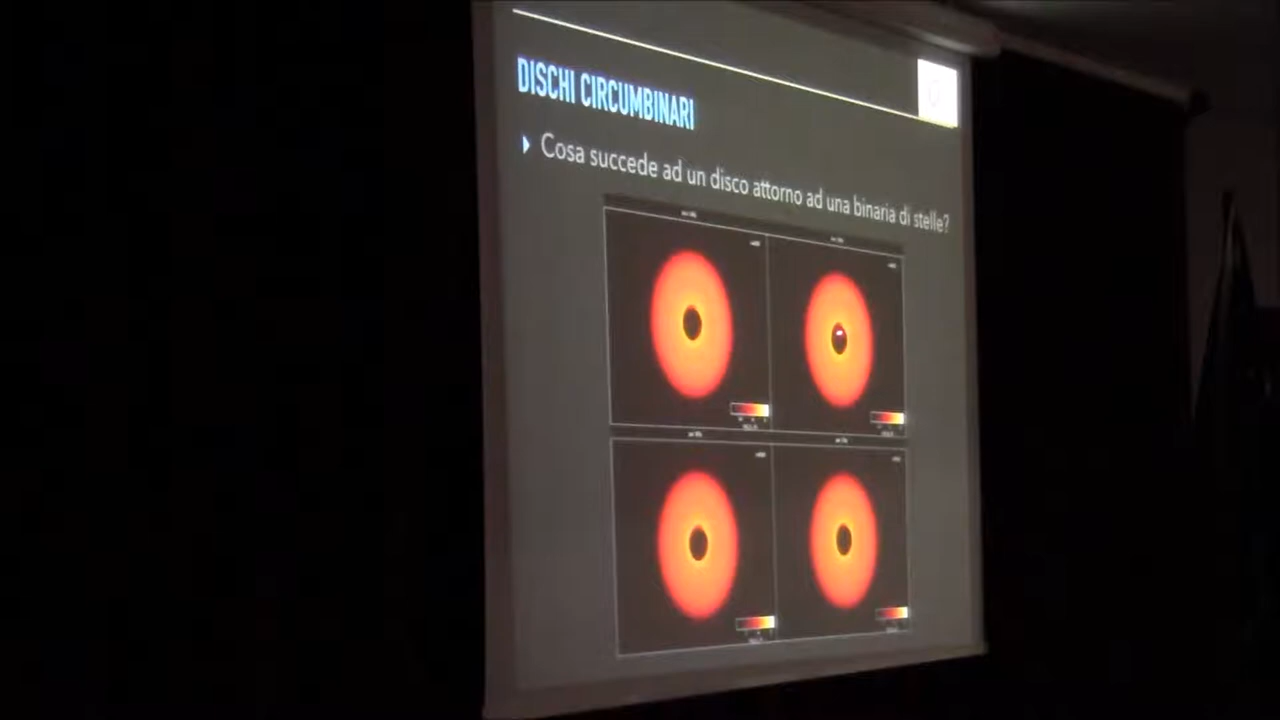 DISCHI CIRCUMBINARI
Cosa succede ad un disco attorno ad una binaria di stelle?